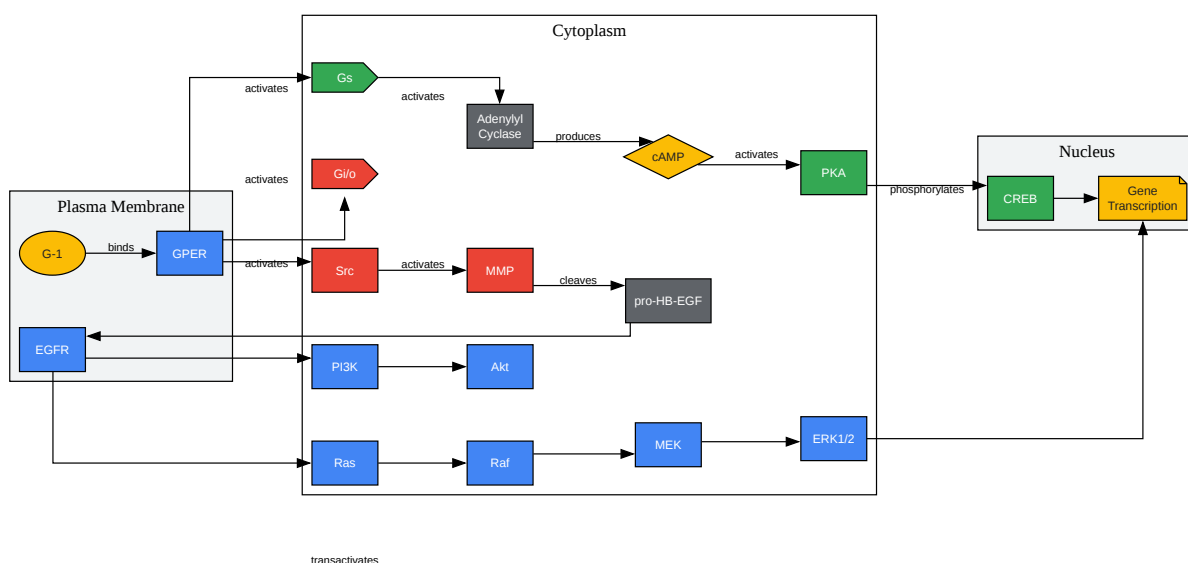 Cytoplasm
Gs
activates
activates
Adenylyl
Cyclase
produces
cAMP
activates
PKA
Nucleus
phosphorylates
CREB
Gene
Transcription
Gi/o
activates
Plasma Membrane
G-1
binds
GPER
activates
Src
activates
MMP
cleaves
pro-HB-EGF
EGFR
PI3K
Akt
Ras
Raf
MEK
ERK1/2
transactivates